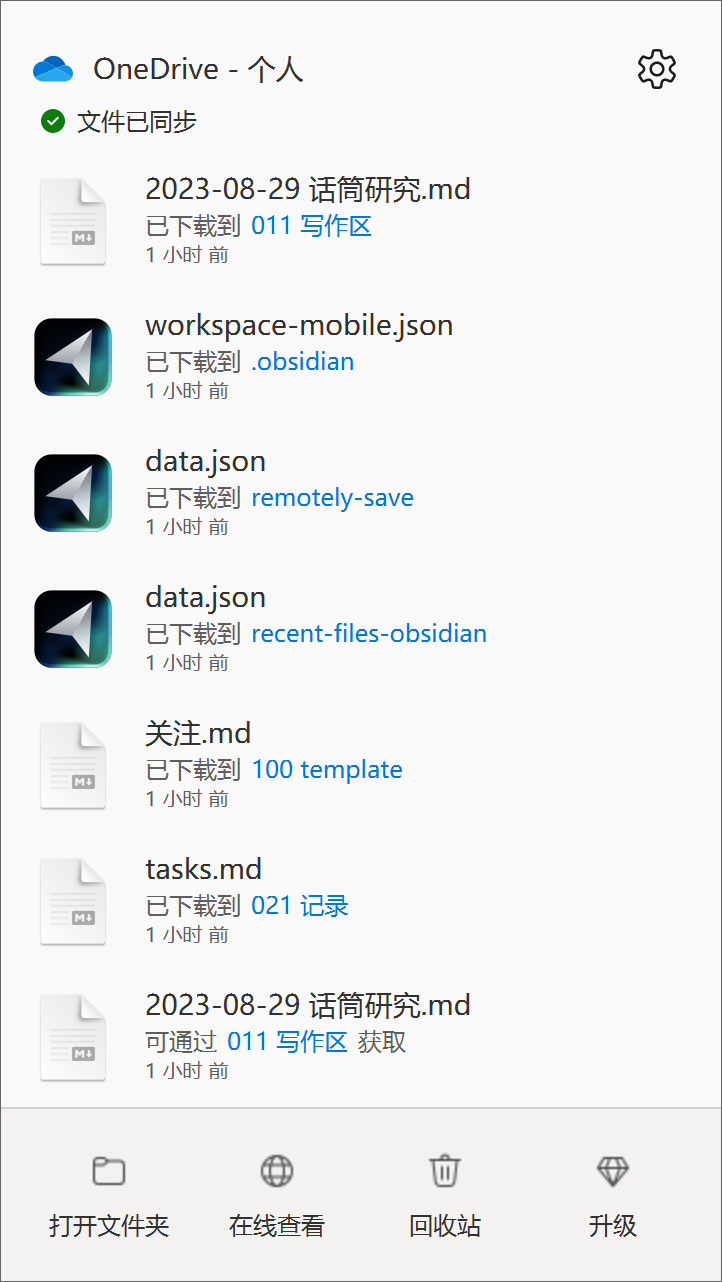 OneDrive - 个人
文件已同步
2023-08-29 话筒研究.md
已下载到 011 写作区
1 小时 前
workspace-mobile.json
已下载到 .obsidian
1 小时 前
data.json
已下载到 remotely-save
1 小时 前
data.json
已下载到 recent-files-obsidian
1 小时 前
关注.md
已下载到 100 template
1 小时 前
tasks.md
已下载到 021 记录
1 小时 前
2023-08-29 话筒研究.md
可通过 011 写作区 获取
1 小时 前
M↓
M↓
M↓
M↓
打开文件夹
在线查看
回收站
升级